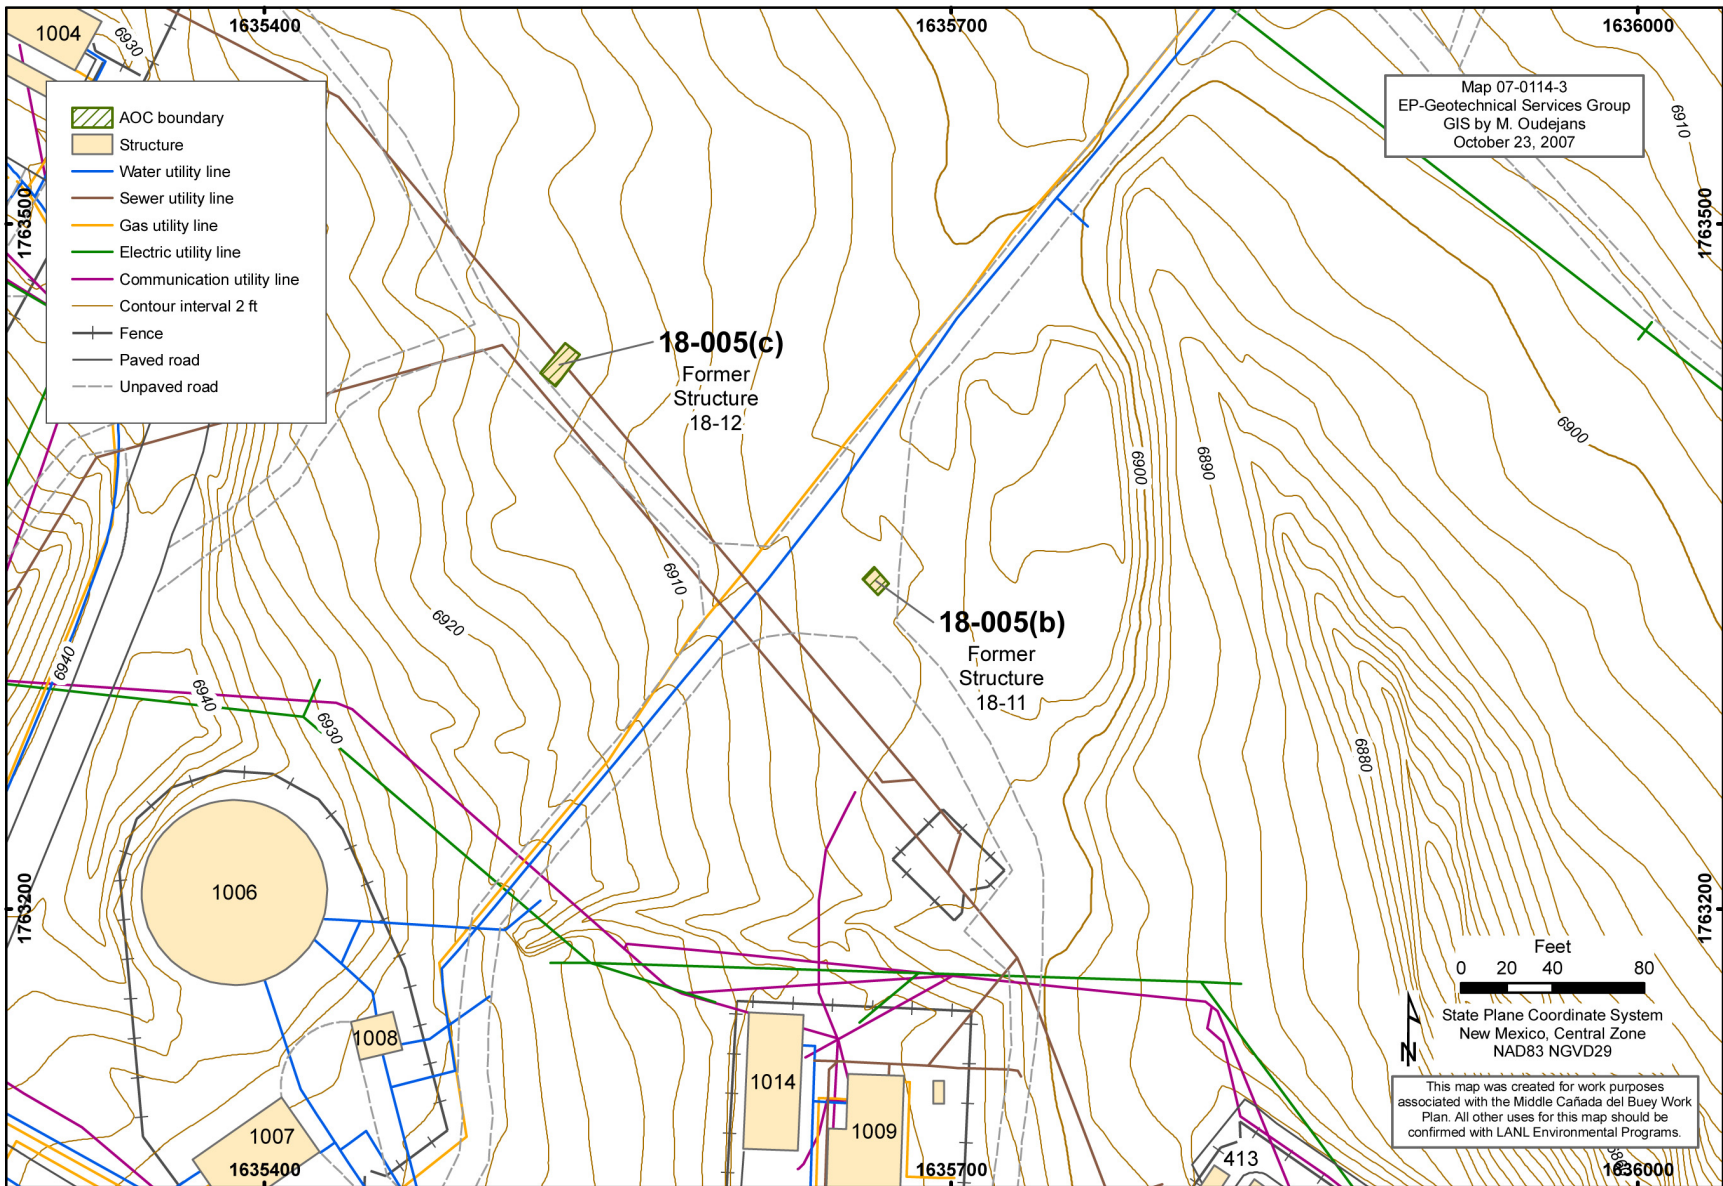 1635400
1635700
1636000
1004
6930
Map 07-0114-3
EP-Geotechnical Services Group
GIS by M. Oudejans
October 23, 2007
6910
AOC boundary
Structure
Water utility line
Sewer utility line
Gas utility line
Electric utility line
Communication utility line
Contour interval 2 ft
Fence
Paved road
Unpaved road
1763500
1763500
18-005(c)
Former
Structure
18-12
6900
6900
6890
6910
6920
18-005(b)
Former
Structure
18-11
6940
6940
6930
6880
1006
1763200
1763200
Feet
0 20 40 80
State Plane Coordinate System
New Mexico, Central Zone
NAD83 NGVD29
N
1008
1014
1009
1007
413
This map was created for work purposes
associated with the Middle Cañada del Buey Work
Plan. All other uses for this map should be
confirmed with LANL Environmental Programs.
1635400
1635700
1636000